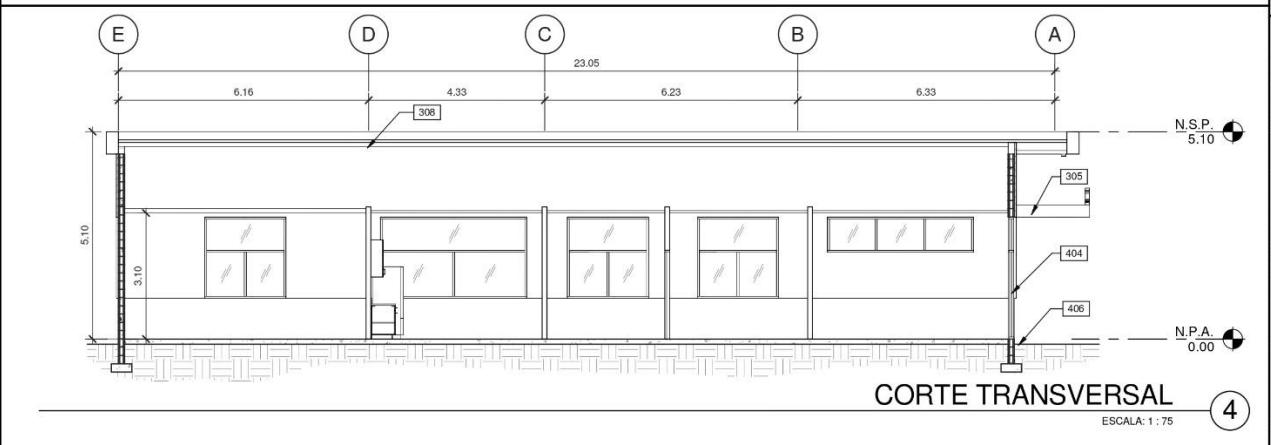 E D C B A
23.05
6.16 4.33 6.23 6.33
308
N.S.P.
5.10
305
5.10
3.10
404
406
N.P.A.
0.00
CORTE TRANSVERSAL
4
ESCALA: 1 : 75